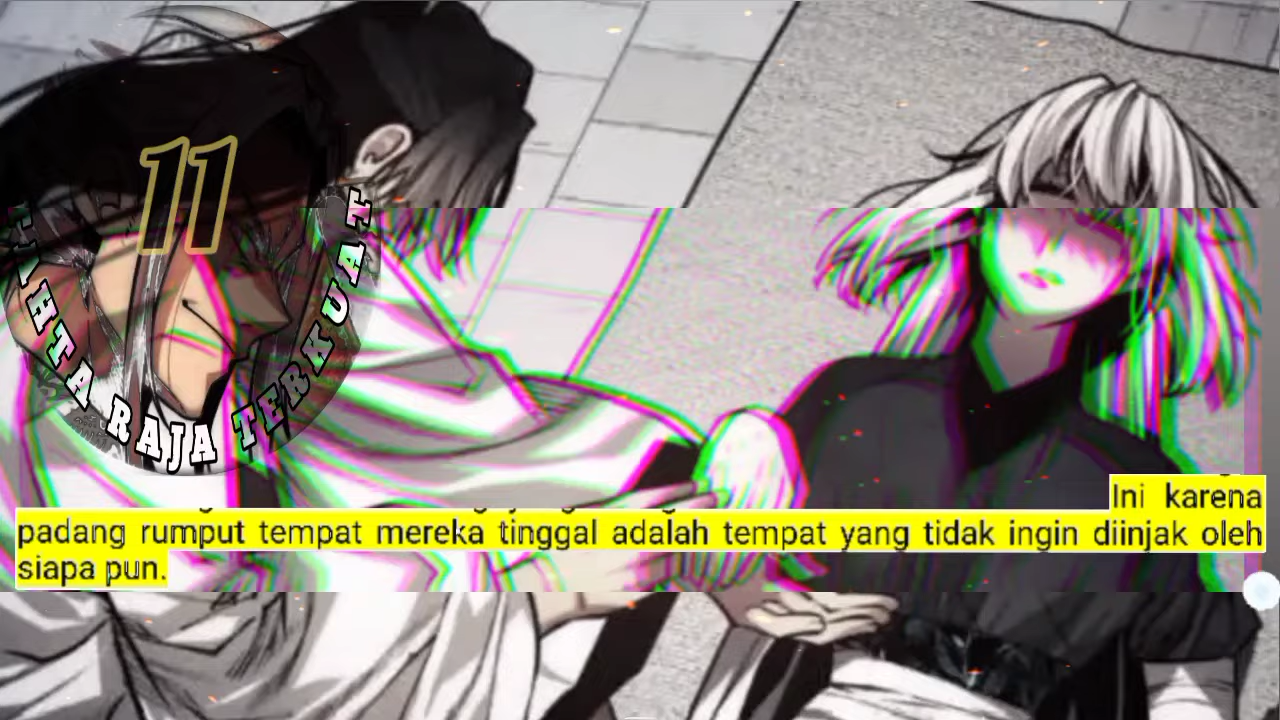 11
TAHTA RAJA TERKUAT
Ini karena
padang rumput tempat mereka tinggal adalah tempat yang tidak ingin diinjak oleh
siapa pun.